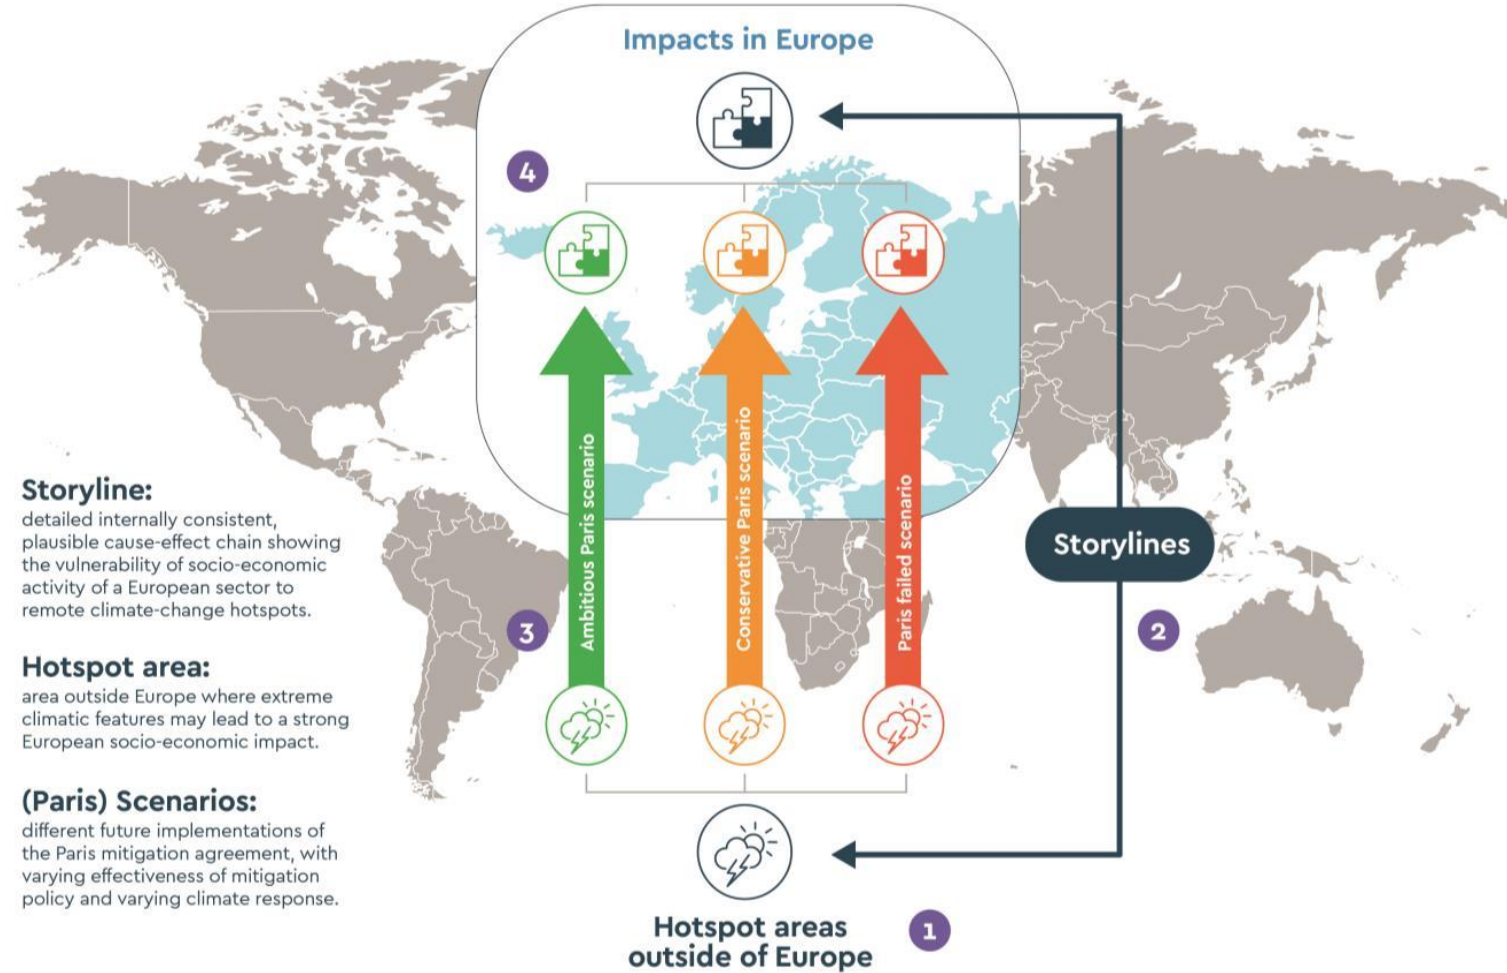 Impacts in Europe
4
Ambitious Paris scenario
Conservative Paris scenario
Paris failed scenario
Storylines
3
2
Storyline:
detailed internally consistent,
plausible cause-effect chain showing
the vulnerability of socio-economic
activity of a European sector to
remote climate-change hotspots.
Hotspot area:
area outside Europe where extreme
climatic features may lead to a strong
European socio-economic impact.
(Paris) Scenarios:
different future implementations of
the Paris mitigation agreement, with
varying effectiveness of mitigation
policy and varying climate response.
Hotspot areas
outside of Europe
1